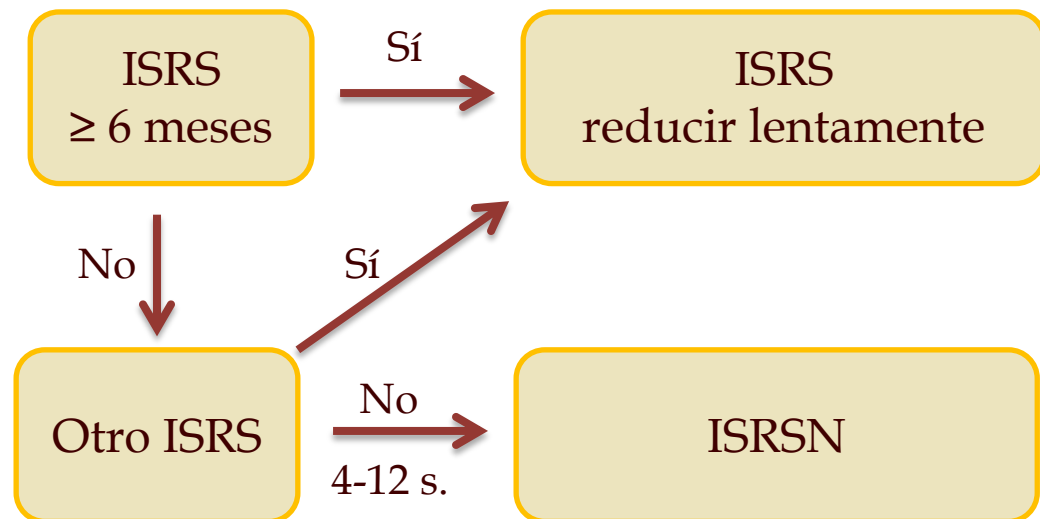 ISRS
≥ 6 meses
Sí
ISRS
reducir lentamente
No
Sí
Otro ISRS
No
4-12 s.
ISRSN